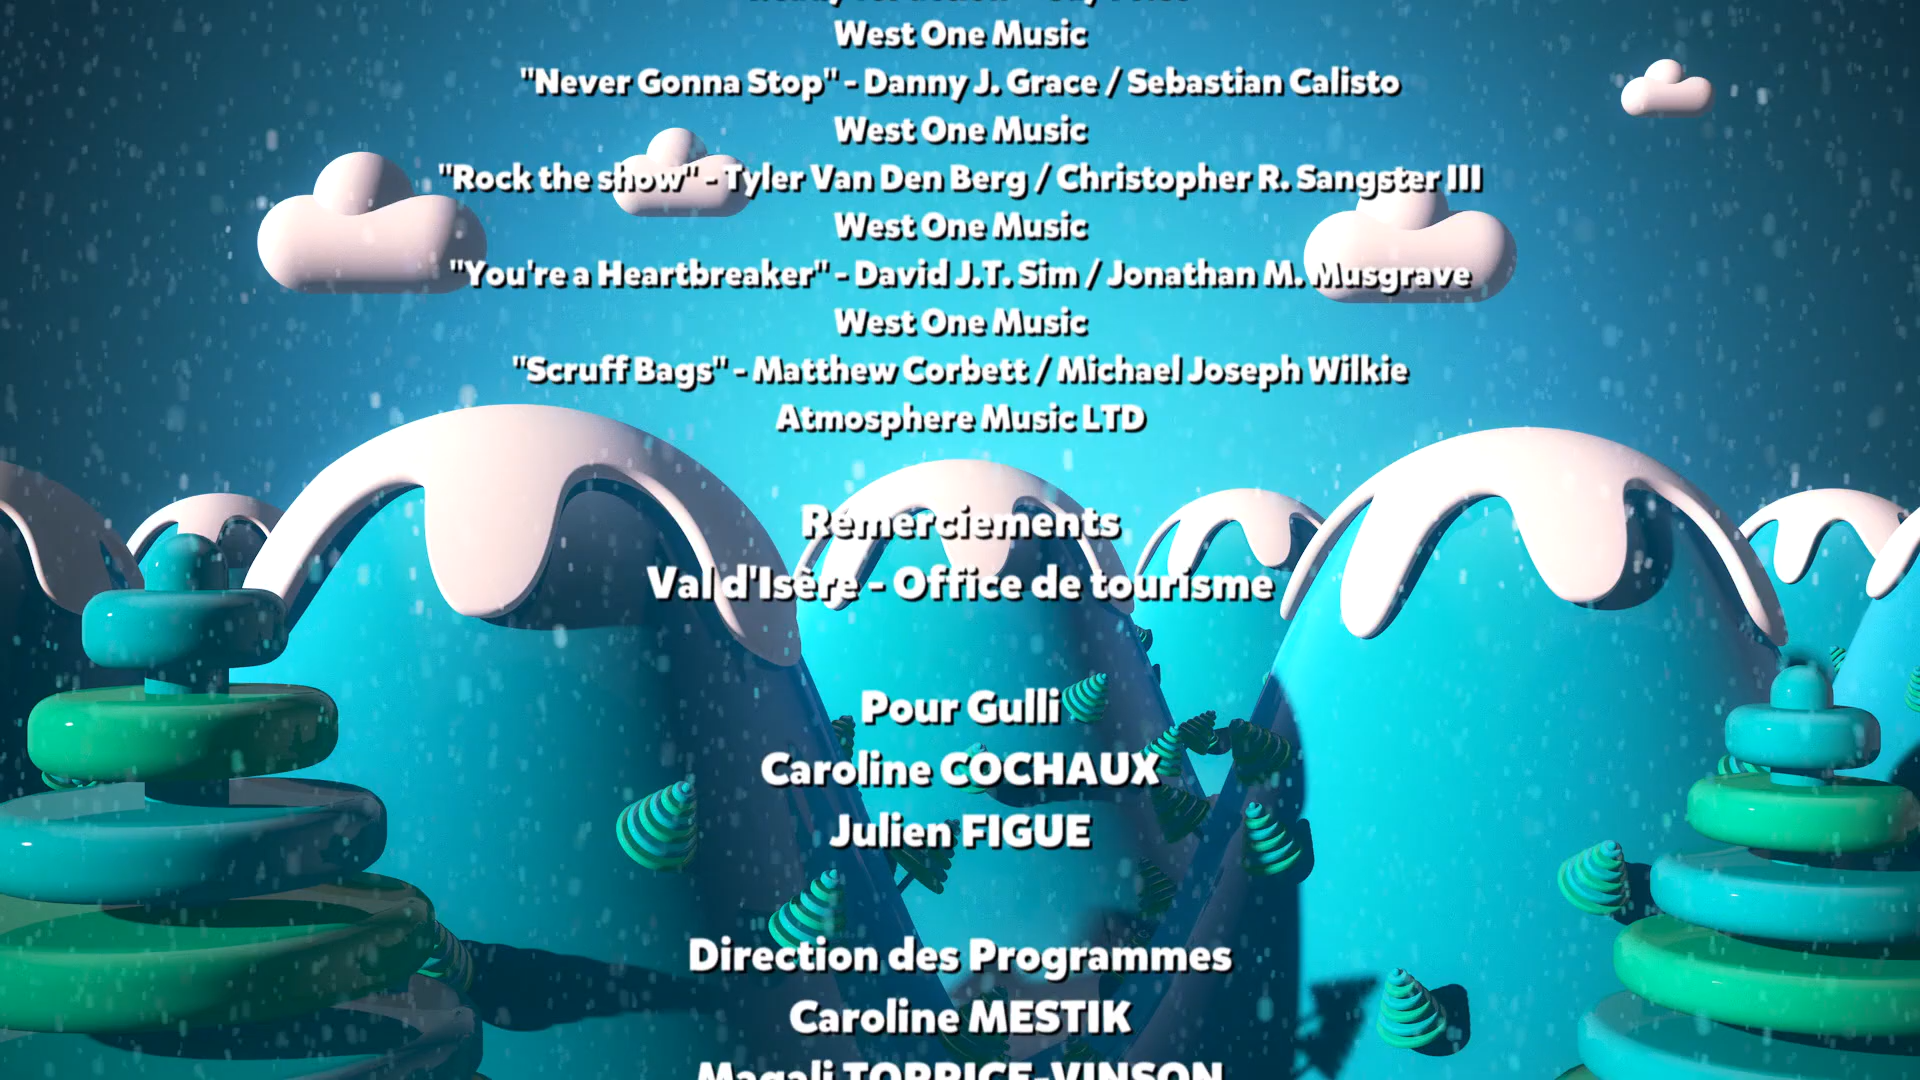 West One Music
"Never Gonna Stop" - Danny J. Grace / Sebastian Calisto
West One Music
"Rock the show" - Tyler Van Den Berg / Christopher R. Sangster III
West One Music
"You're a Heartbreaker" - David J.T. Sim / Jonathan M. Musgrave
West One Music
"Scruff Bags" - Matthew Corbett / Michael Joseph Wilkie
Atmosphere Music LTD
Remerciements
Val d'Isère - Office de tourisme
Pour Gulli
Caroline COCHAUX
Julien FIGUE
Direction des Programmes
Caroline MESTIK
Magali TORRICE-VINSON